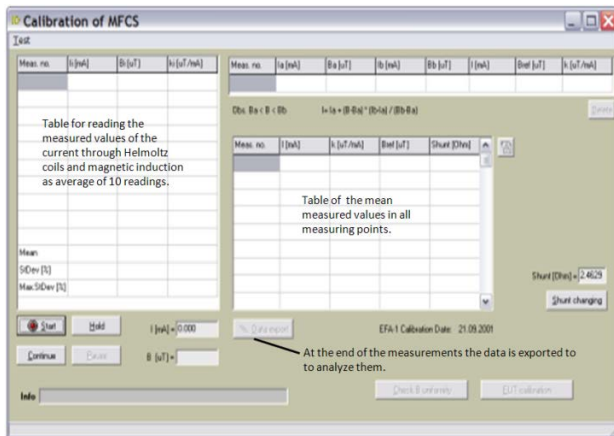 Calibration of MFCS
Test
Meas. no. Ii [mA] Bi [uT] ki [uT/mA]
Table for reading the
measured values of the
current through Helmoltz
coils and magnetic induction
as average of 10 readings.
Mean
StDev [%]
Max.StDev [%]
Start Hold
Continue Pause
I [mA] = 0.000
B [uT] =
Info
Meas. no. Ia [mA] Ba [uT] Ib [mA] Bb [uT] I [mA] Bref [uT] k [uT/mA]
Obs. Ba < B < Bb I= Ia + (B-Ba) * (Ib-Ia) / (Bb-Ba)
Delete
Meas. no. I [mA] k [uT/mA] Bref [uT] Shunt [Ohm]
Table of the mean
measured values in all
measuring points.
Shunt [Ohms] = 2.4629
Shunt changing
Data export
EFA-1 Calibration Date: 21.09.2001
At the end of the measurements the data is exported to
to analyze them.
Check B uniformity
EUT calibration